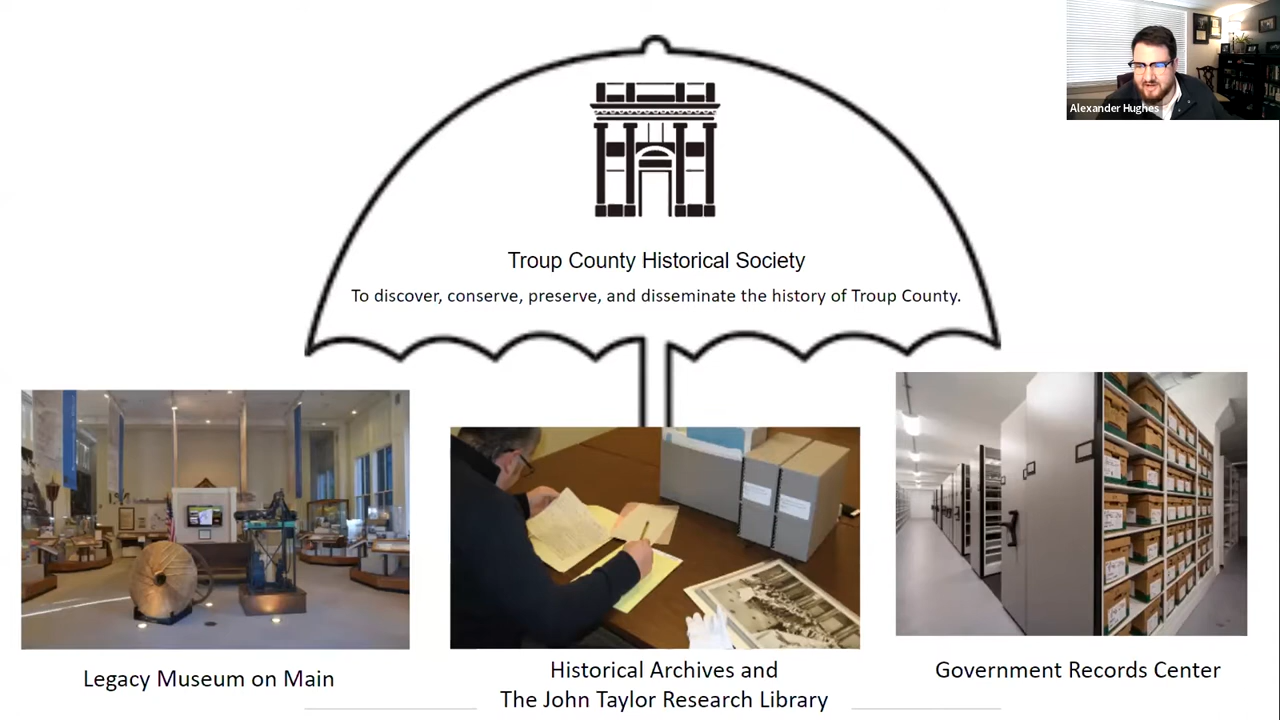 Alexander Hughes
Troup County Historical Society
To discover, conserve, preserve, and disseminate the history of Troup County.
Legacy Museum on Main
Historical Archives and
The John Taylor Research Library
Government Records Center